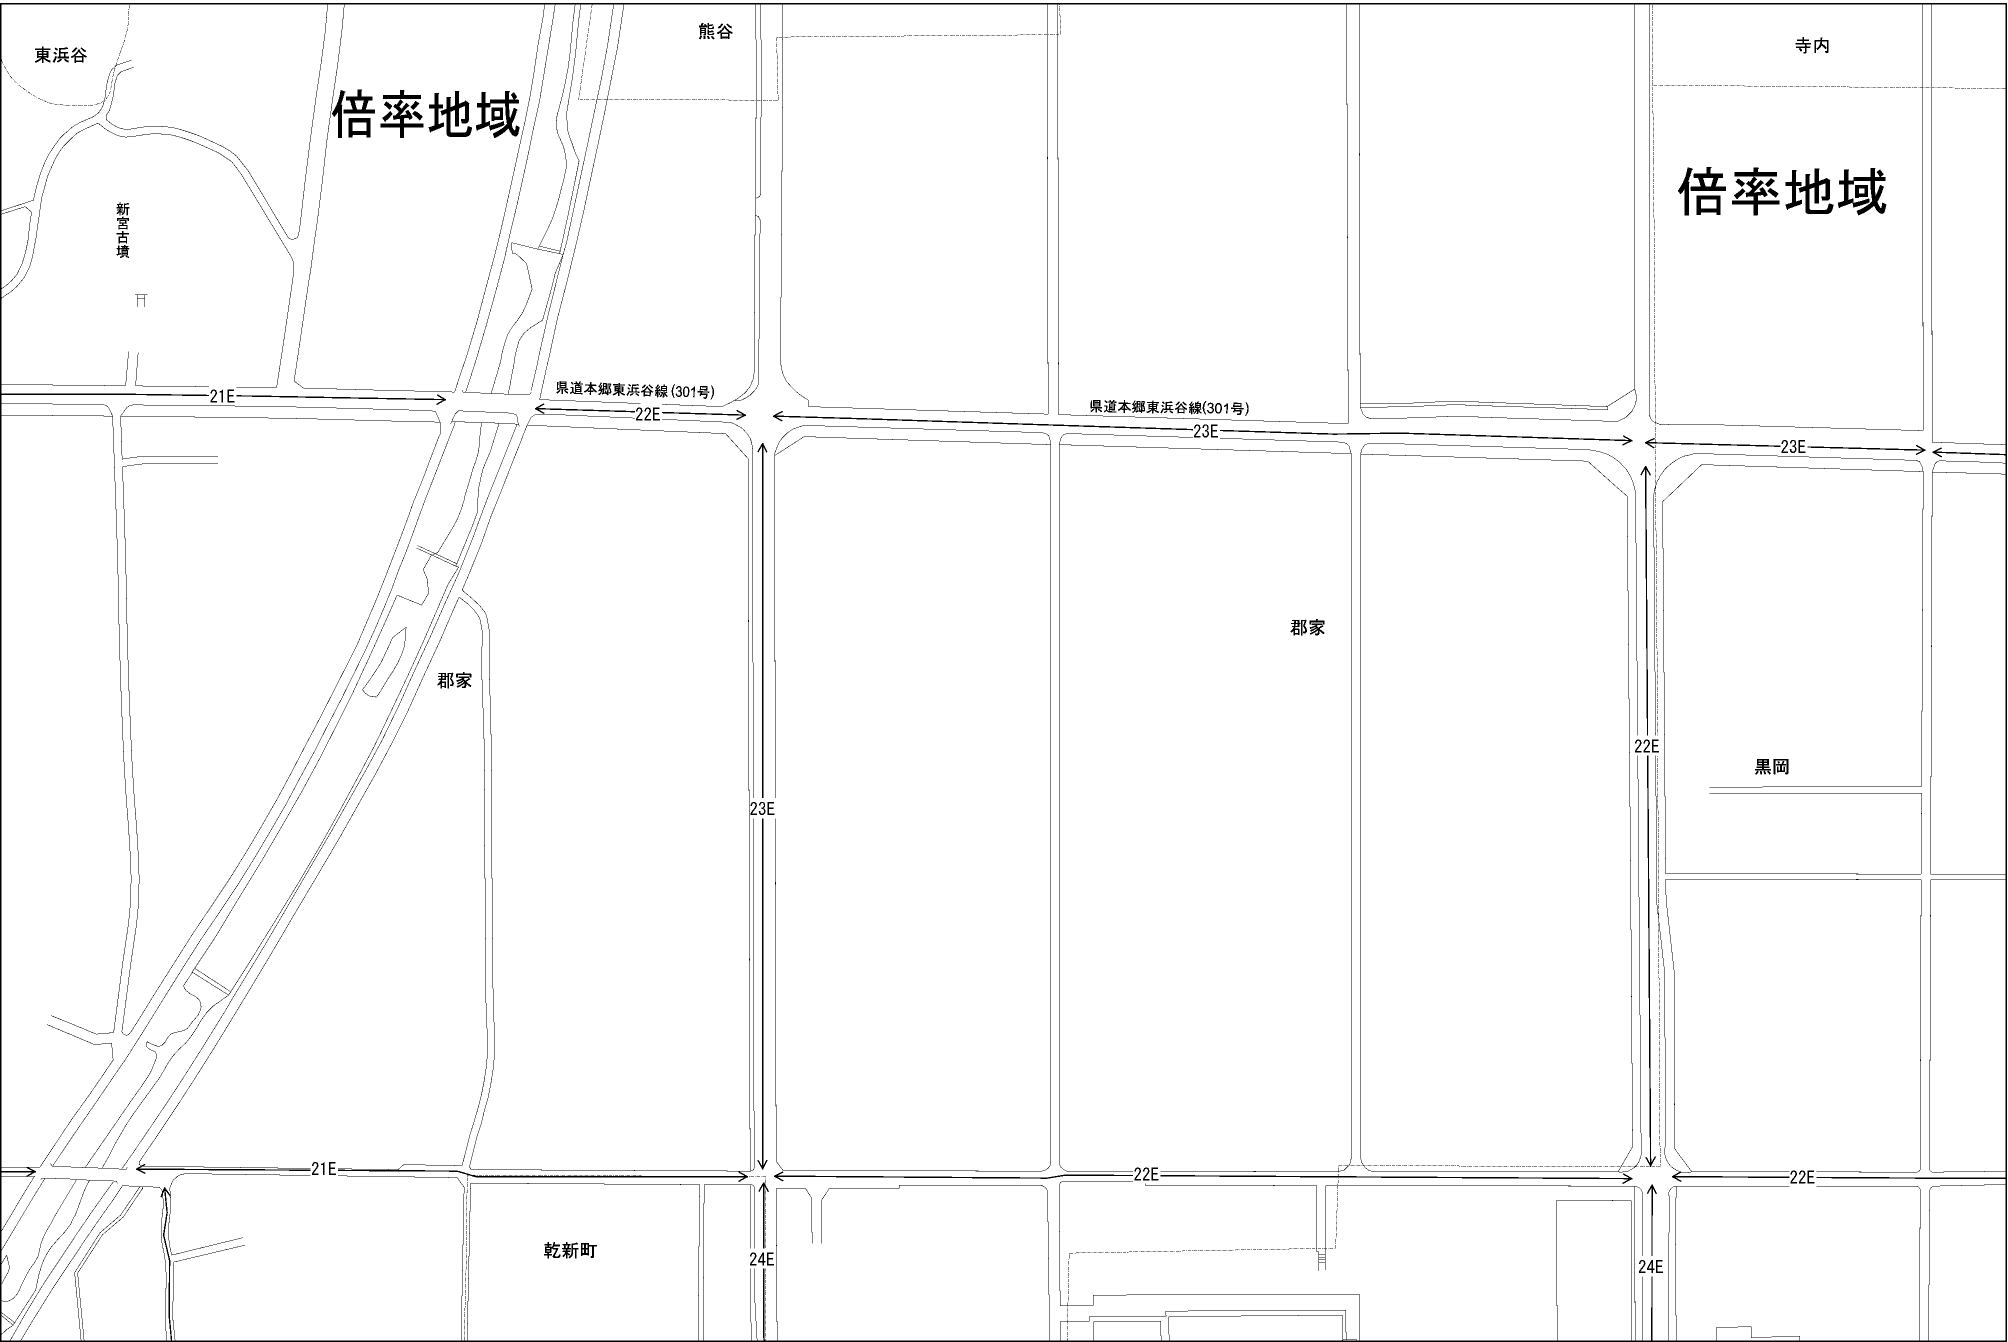 熊谷
寺内
東浜谷
倍率地域
倍率地域
新宮古墳
21E
県道本郷東浜谷線(301号)
22E
県道本郷東浜谷線(301号)
23E
23E
郡家
郡家
22E
黒岡
23E
21E
22E
22E
乾新町
24E
24E